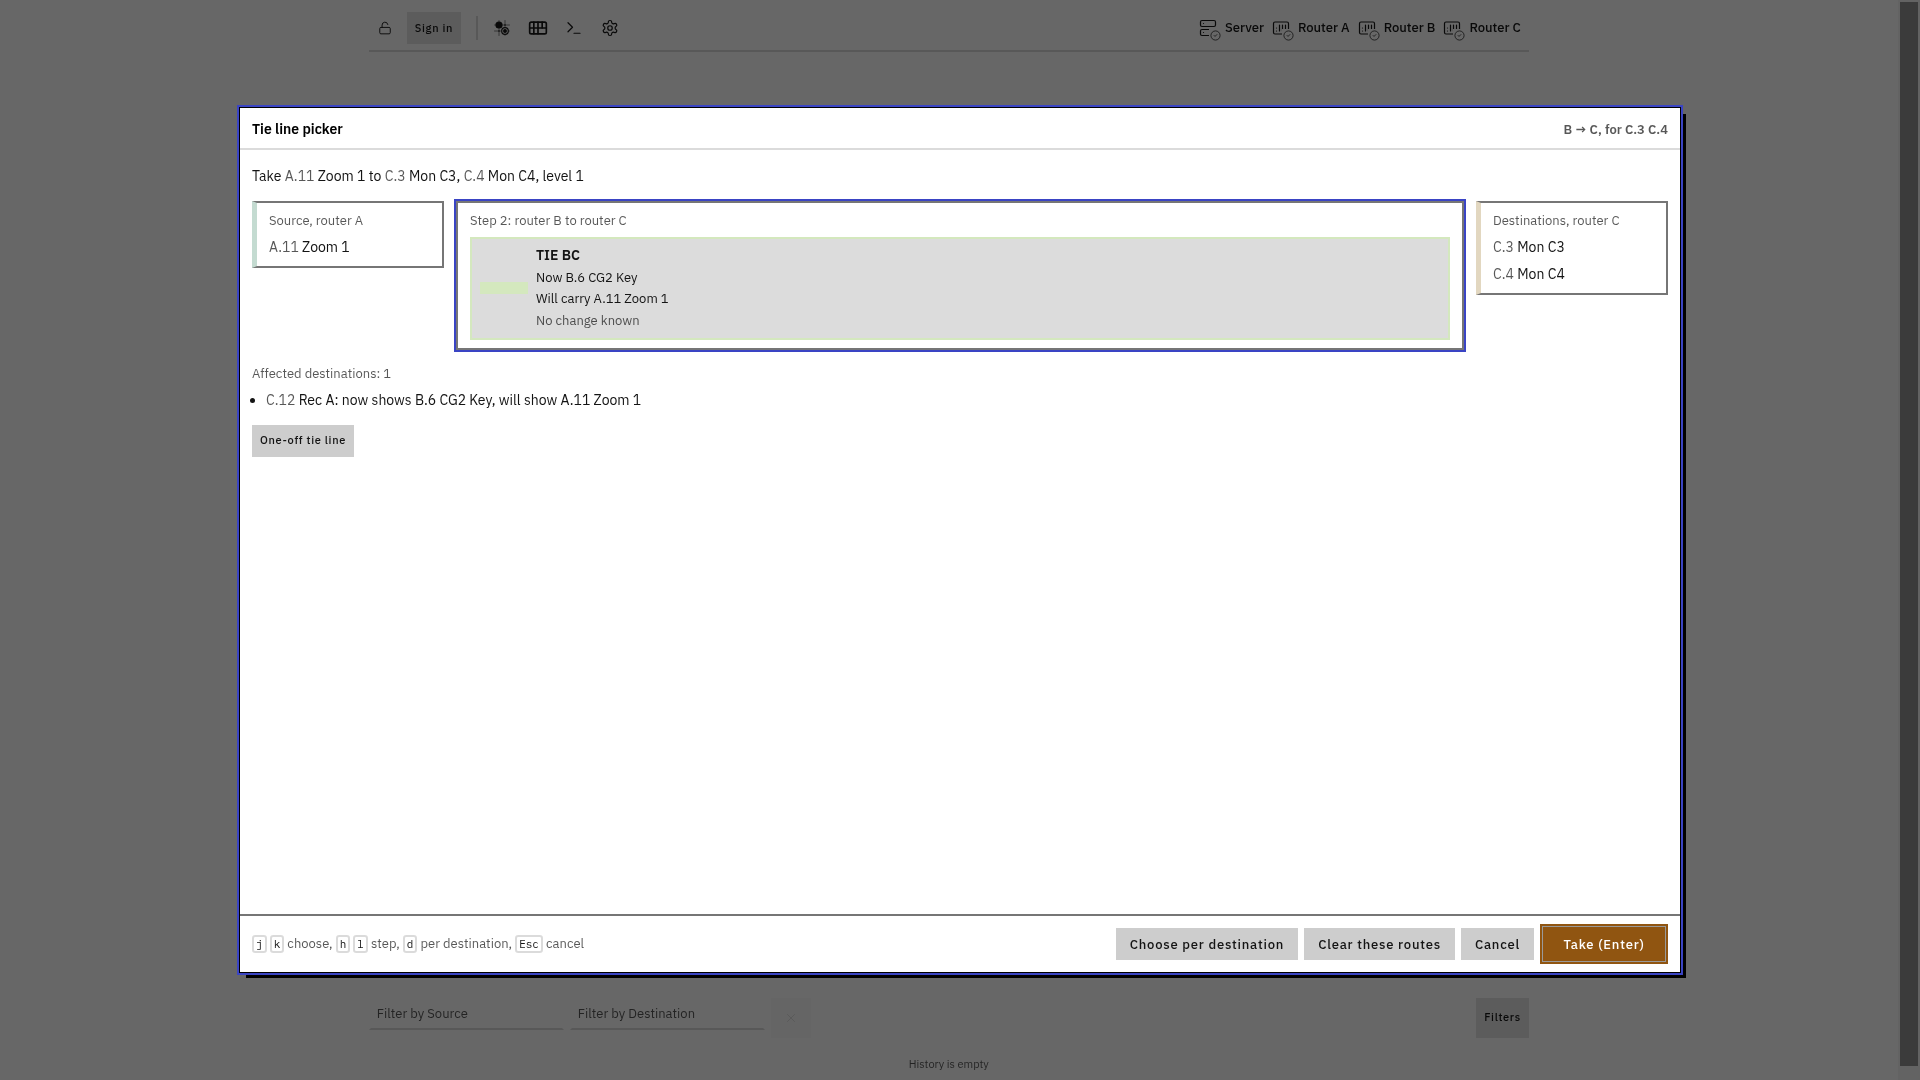 Sign in
Server
Router A
Router B
Router C
Tie line picker
B → C, for C.3 C.4
Take A.11 Zoom 1 to C.3 Mon C3, C.4 Mon C4, level 1
Source, router A
A.11 Zoom 1
Step 2: router B to router C
TIE BC
Now B.6 CG2 Key
Will carry A.11 Zoom 1
No change known
Destinations, router C
C.3 Mon C3
C.4 Mon C4
Affected destinations: 1
• C.12 Rec A: now shows B.6 CG2 Key, will show A.11 Zoom 1
One-off tie line
j k choose, h l step, d per destination, Esc cancel
Choose per destination
Clear these routes
Cancel
Take (Enter)
Filter by Source
Filter by Destination
Filters
History is empty